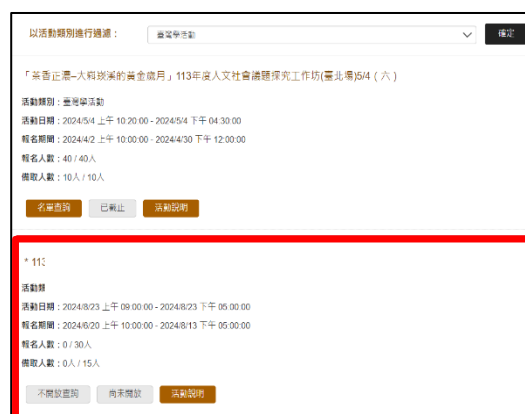 以活動類別進行過濾：
臺灣學活動
確定
「茶香正濃–大嵙崁溪的黃金歲月」113年度人文社會議題探究工作坊(臺北場)5/4（六）
活動類別：臺灣學活動
活動日期：2024/5/4 上午 10:20:00 - 2024/5/4 下午 04:30:00
報名期間：2024/4/2 上午 10:00:00 - 2024/4/30 下午 12:00:00
報名人數：40 / 40人
備取人數：10人 / 10人
名單查詢
已截止
活動說明
* 113
活動類
活動日期：2024/8/23 上午 09:00:00 - 2024/8/23 下午 05:00:00
報名期間：2024/6/20 上午 10:00:00 - 2024/8/13 下午 05:00:00
報名人數：0 / 30人
備取人數：0人 / 15人
不開放查詢
尚未開放
活動說明